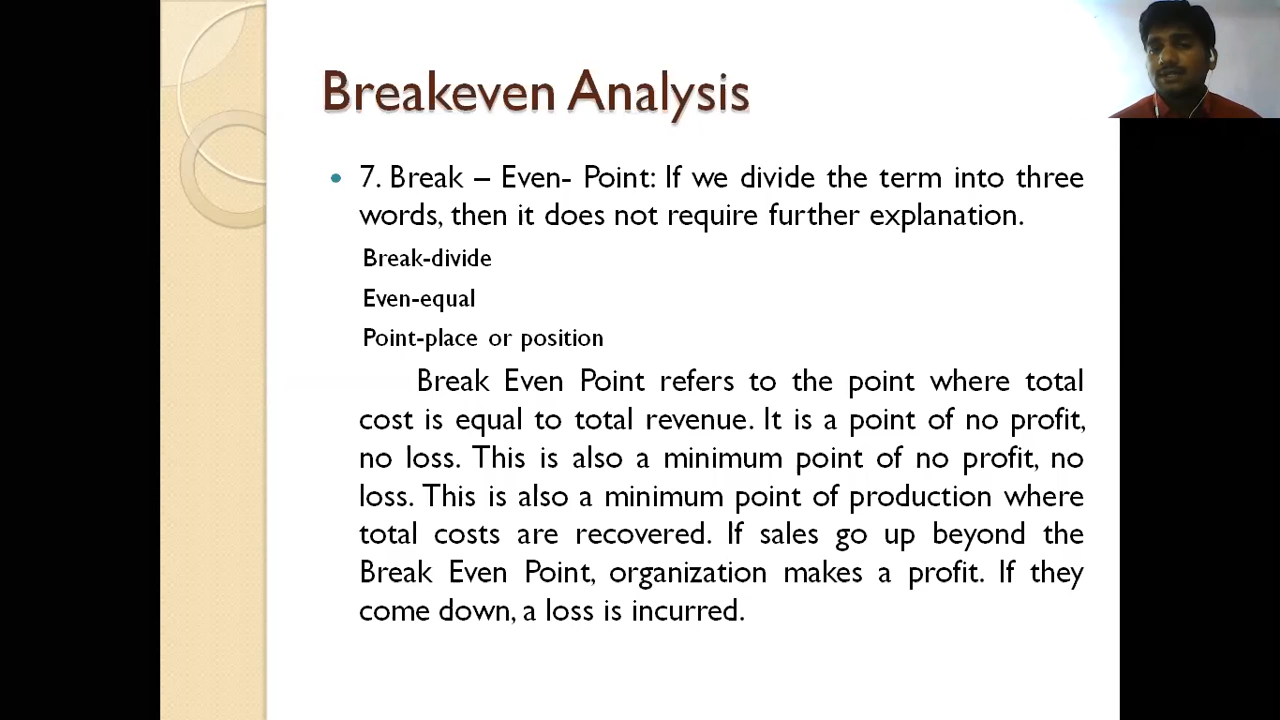 Breakeven Analysis
• 7. Break – Even- Point: If we divide the term into three
words, then it does not require further explanation.
Break-divide
Even-equal
Point-place or position
Break Even Point refers to the point where total
cost is equal to total revenue. It is a point of no profit,
no loss. This is also a minimum point of no profit, no
loss. This is also a minimum point of production where
total costs are recovered. If sales go up beyond the
Break Even Point, organization makes a profit. If they
come down, a loss is incurred.